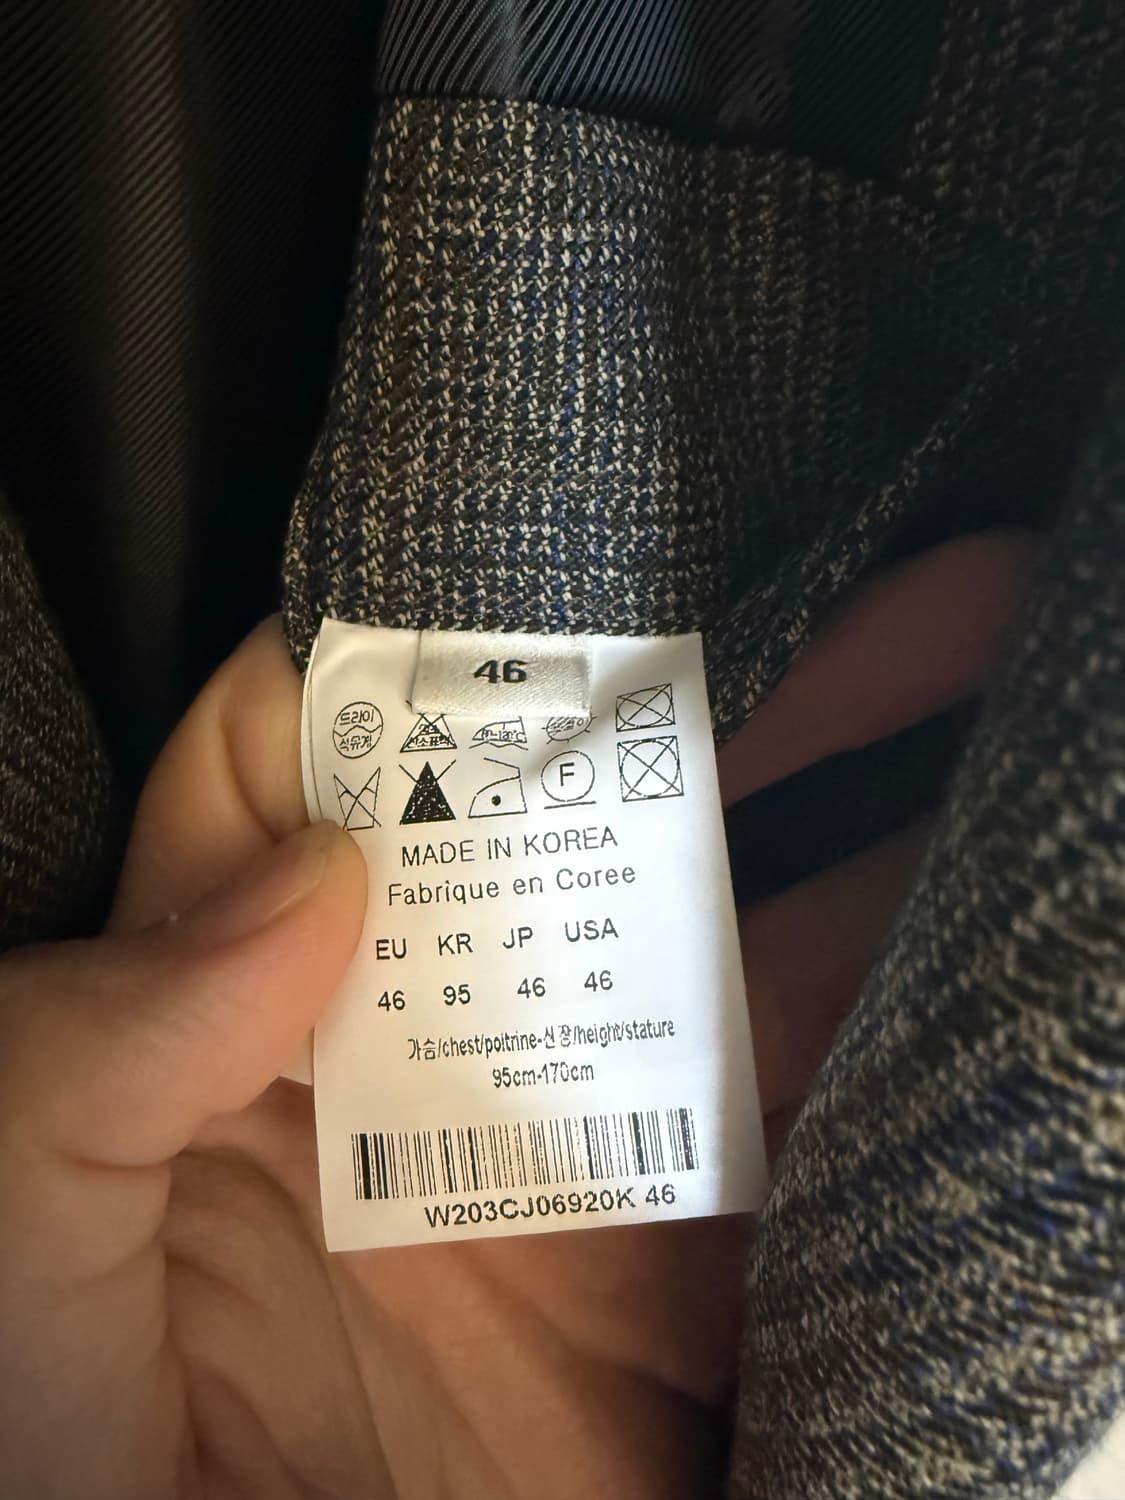 46
드라이
석유계
F
MADE IN KOREA
Fabrique en Coree
EU KR JP USA
46 95 46 46
가슴/chest/poitrine-신장/height/stature
95cm-170cm
W203CJ06920K 46